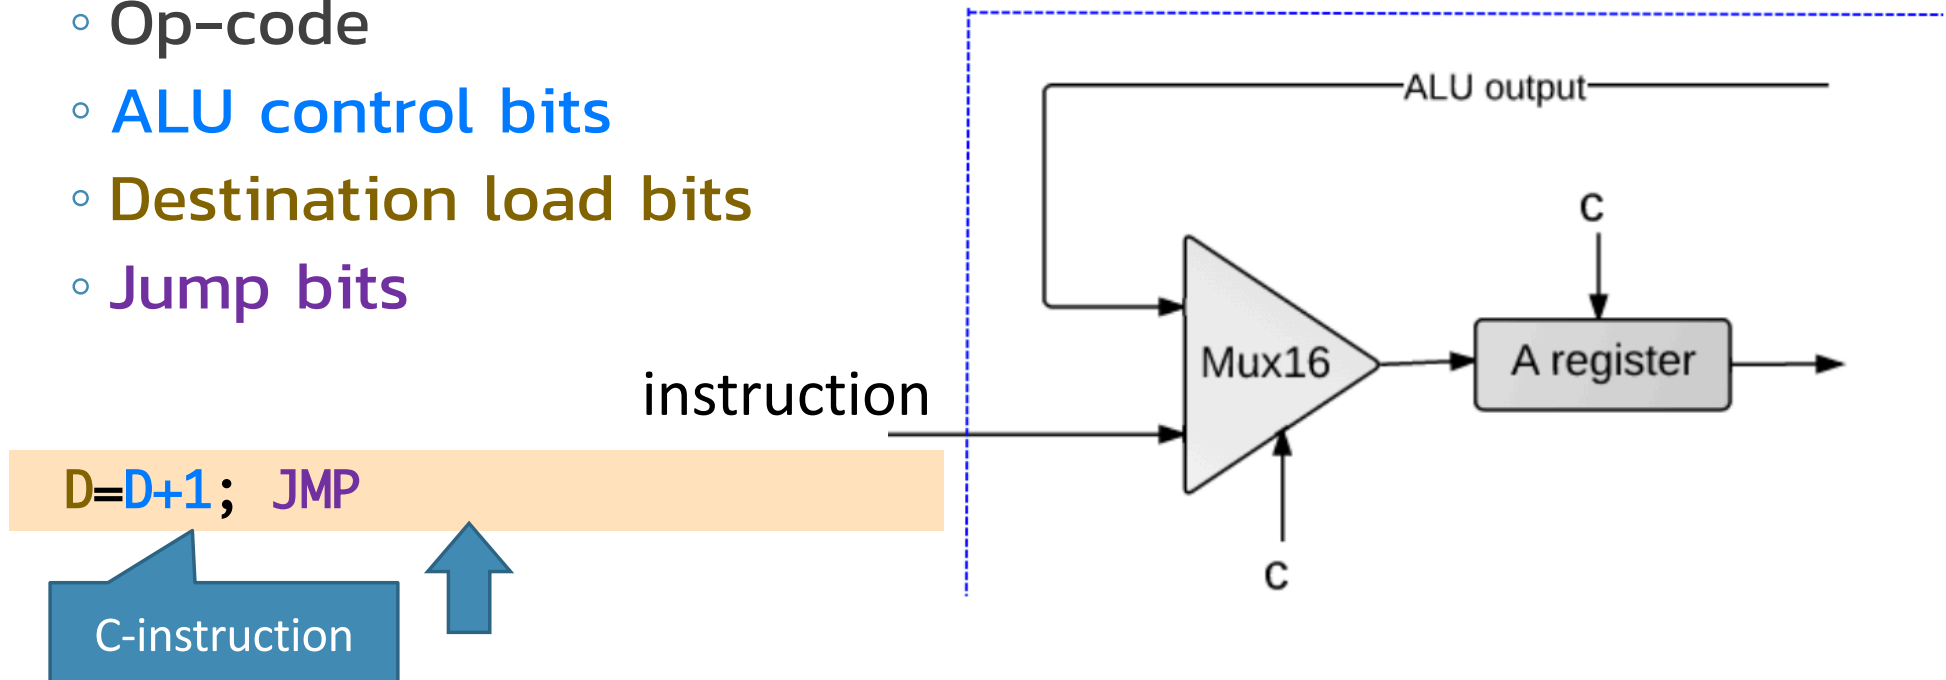 ◦ Op-code
◦ ALU control bits
◦ Destination load bits
◦ Jump bits
instruction
D=D+1; JMP
C-instruction
ALU output
c
Mux16
A register
c